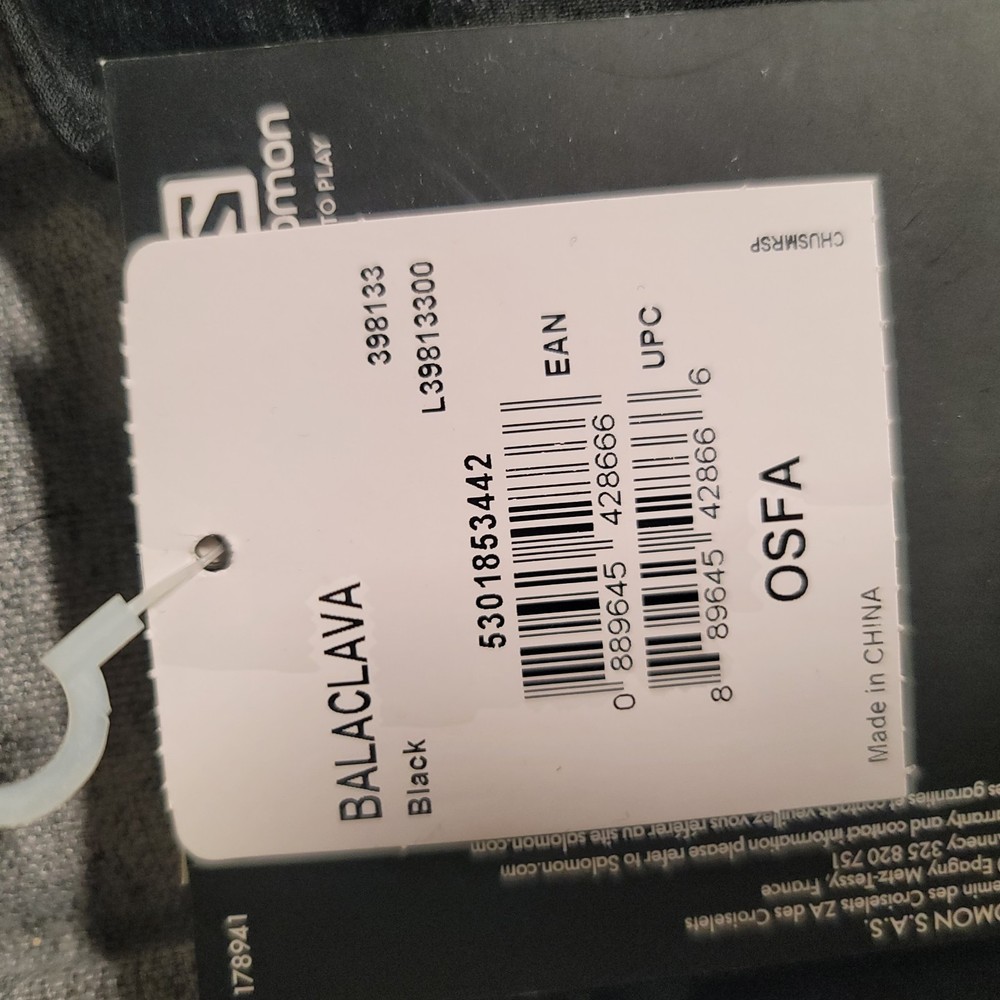 omon
TO PLAY
398133
BALACLAVA
L39813300
Black
5301853442
EAN
0 889645 428666
UPC
8 89645 42866 6
OSFA
CHUSMRSP
Made in CHINA
178941
OMON S.A.S.
emin des Croiselets ZA des Croiselets
Epagny Metz-Tessy, France
nnecy 325 820 751
rranty and contact information please refer to Salomon.com
es garanties et contacts veuillez vous référer au site salomon.com